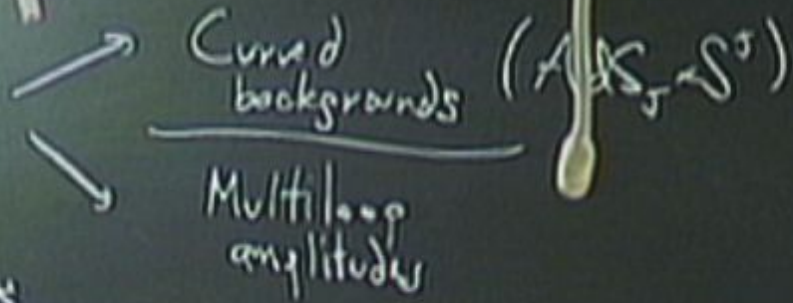 Curved (AdS₅×S⁵)
backgrounds
Multiloop
amplitudes